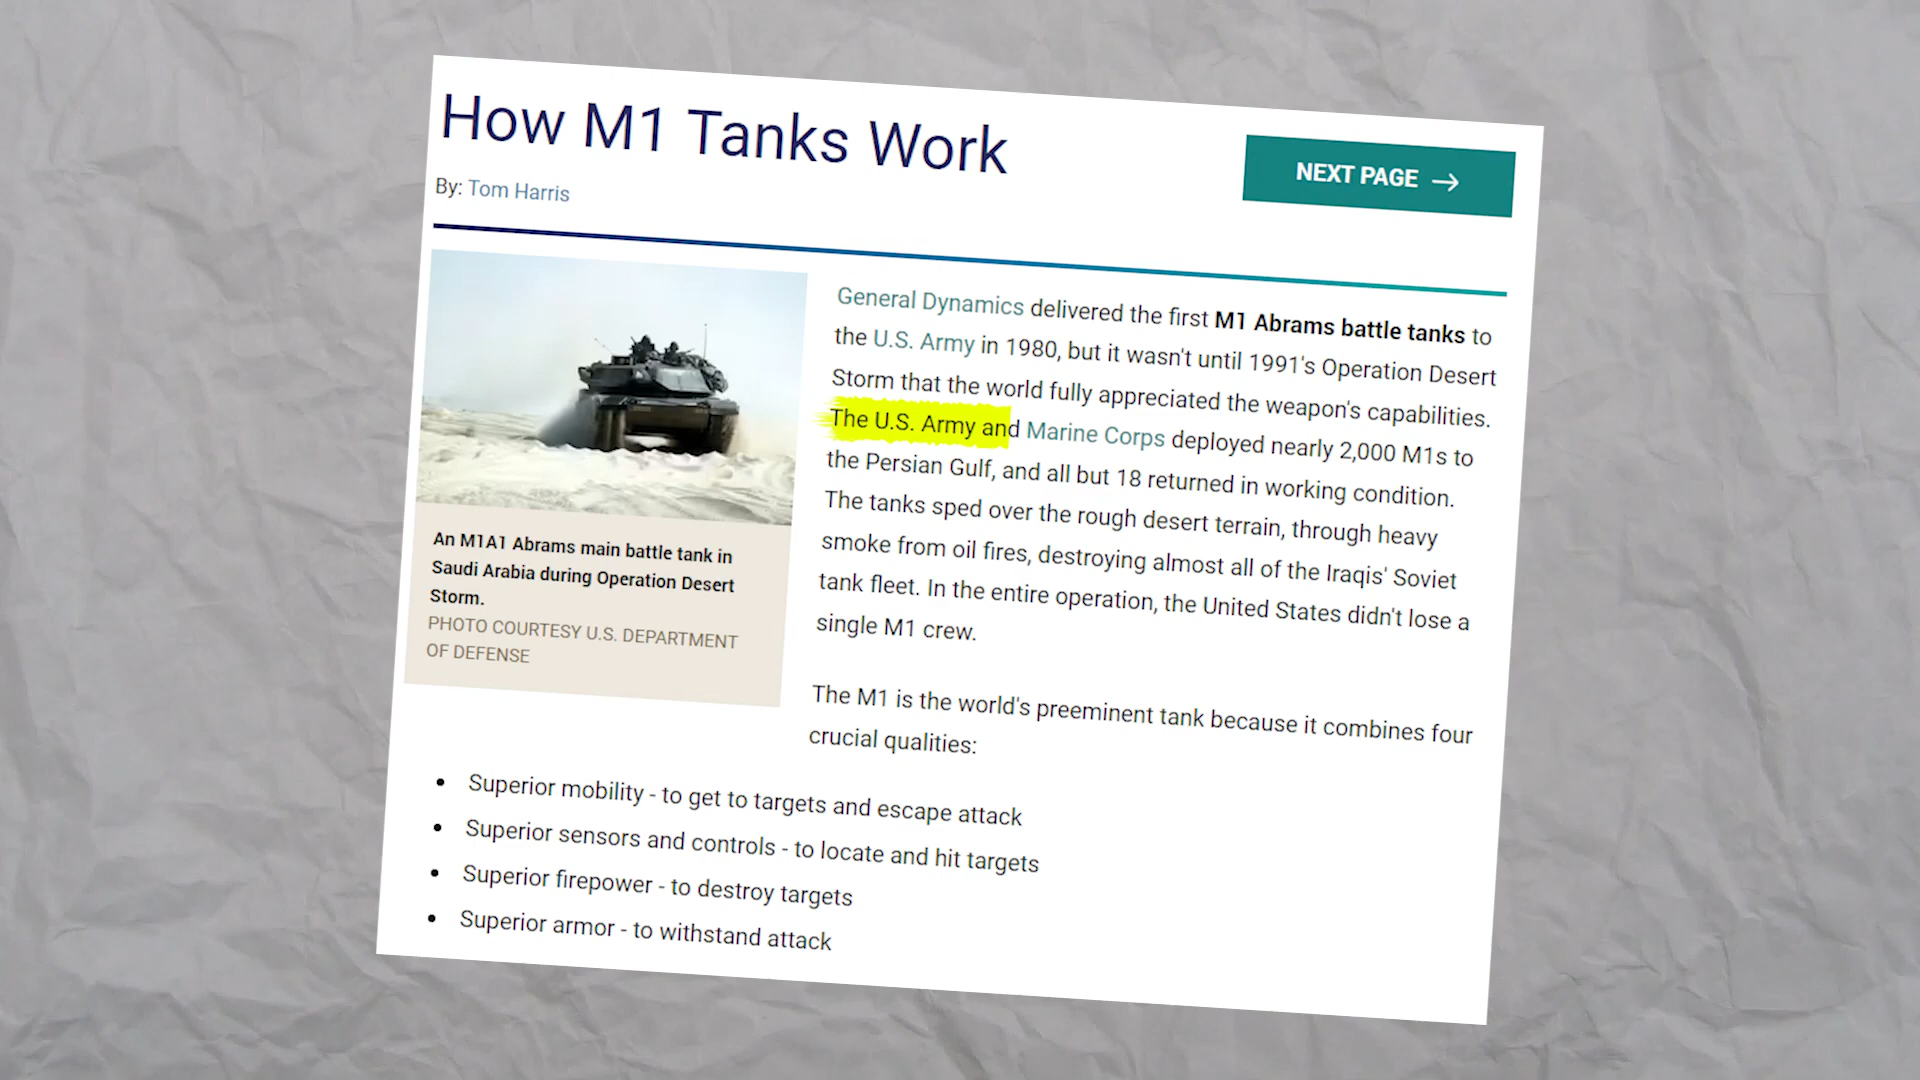 How M1 Tanks Work
NEXT PAGE →
By: Tom Harris
General Dynamics delivered the first M1 Abrams battle tanks to
the U.S. Army in 1980, but it wasn't until 1991's Operation Desert
Storm that the world fully appreciated the weapon's capabilities.
The U.S. Army and Marine Corps deployed nearly 2,000 M1s to
the Persian Gulf, and all but 18 returned in working condition.
The tanks sped over the rough desert terrain, through heavy
smoke from oil fires, destroying almost all of the Iraqis' Soviet
tank fleet. In the entire operation, the United States didn't lose a
single M1 crew.
An M1A1 Abrams main battle tank in
Saudi Arabia during Operation Desert
Storm.
PHOTO COURTESY U.S. DEPARTMENT
OF DEFENSE
The M1 is the world's preeminent tank because it combines four
crucial qualities:
• Superior mobility - to get to targets and escape attack
• Superior sensors and controls - to locate and hit targets
• Superior firepower - to destroy targets
• Superior armor - to withstand attack